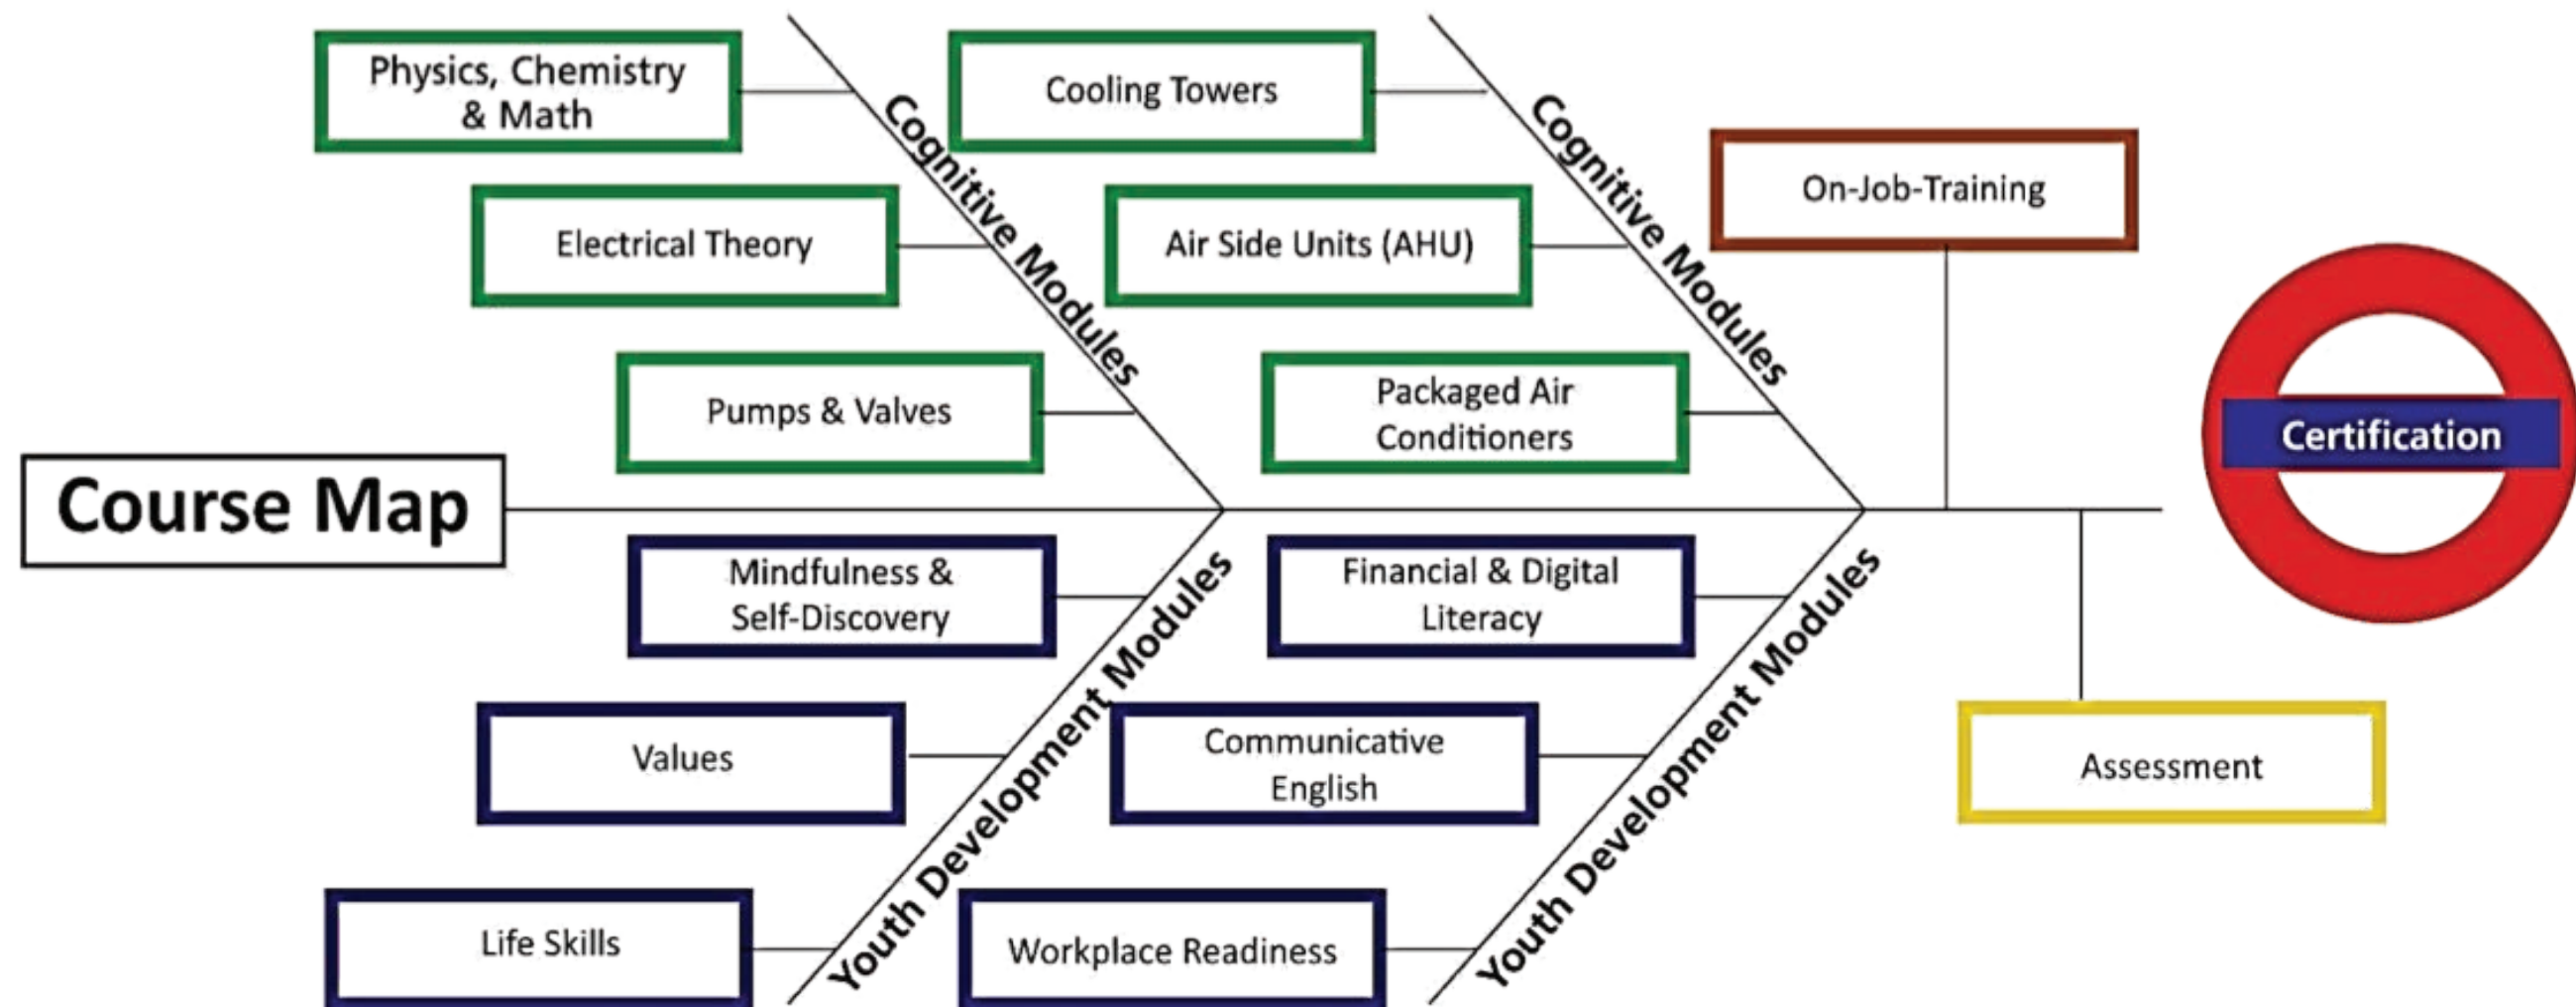 Physics, Chemistry
& Math
Cooling Towers
Cognitive Modules
Cognitive Modules
On-Job-Training
Electrical Theory
Air Side Units (AHU)
Pumps & Valves
Packaged Air
Conditioners
Certification
Course Map
Mindfulness &
Self-Discovery
Financial & Digital
Literacy
Youth Development Modules
Youth Development Modules
Values
Communicative
English
Assessment
Life Skills
Workplace Readiness